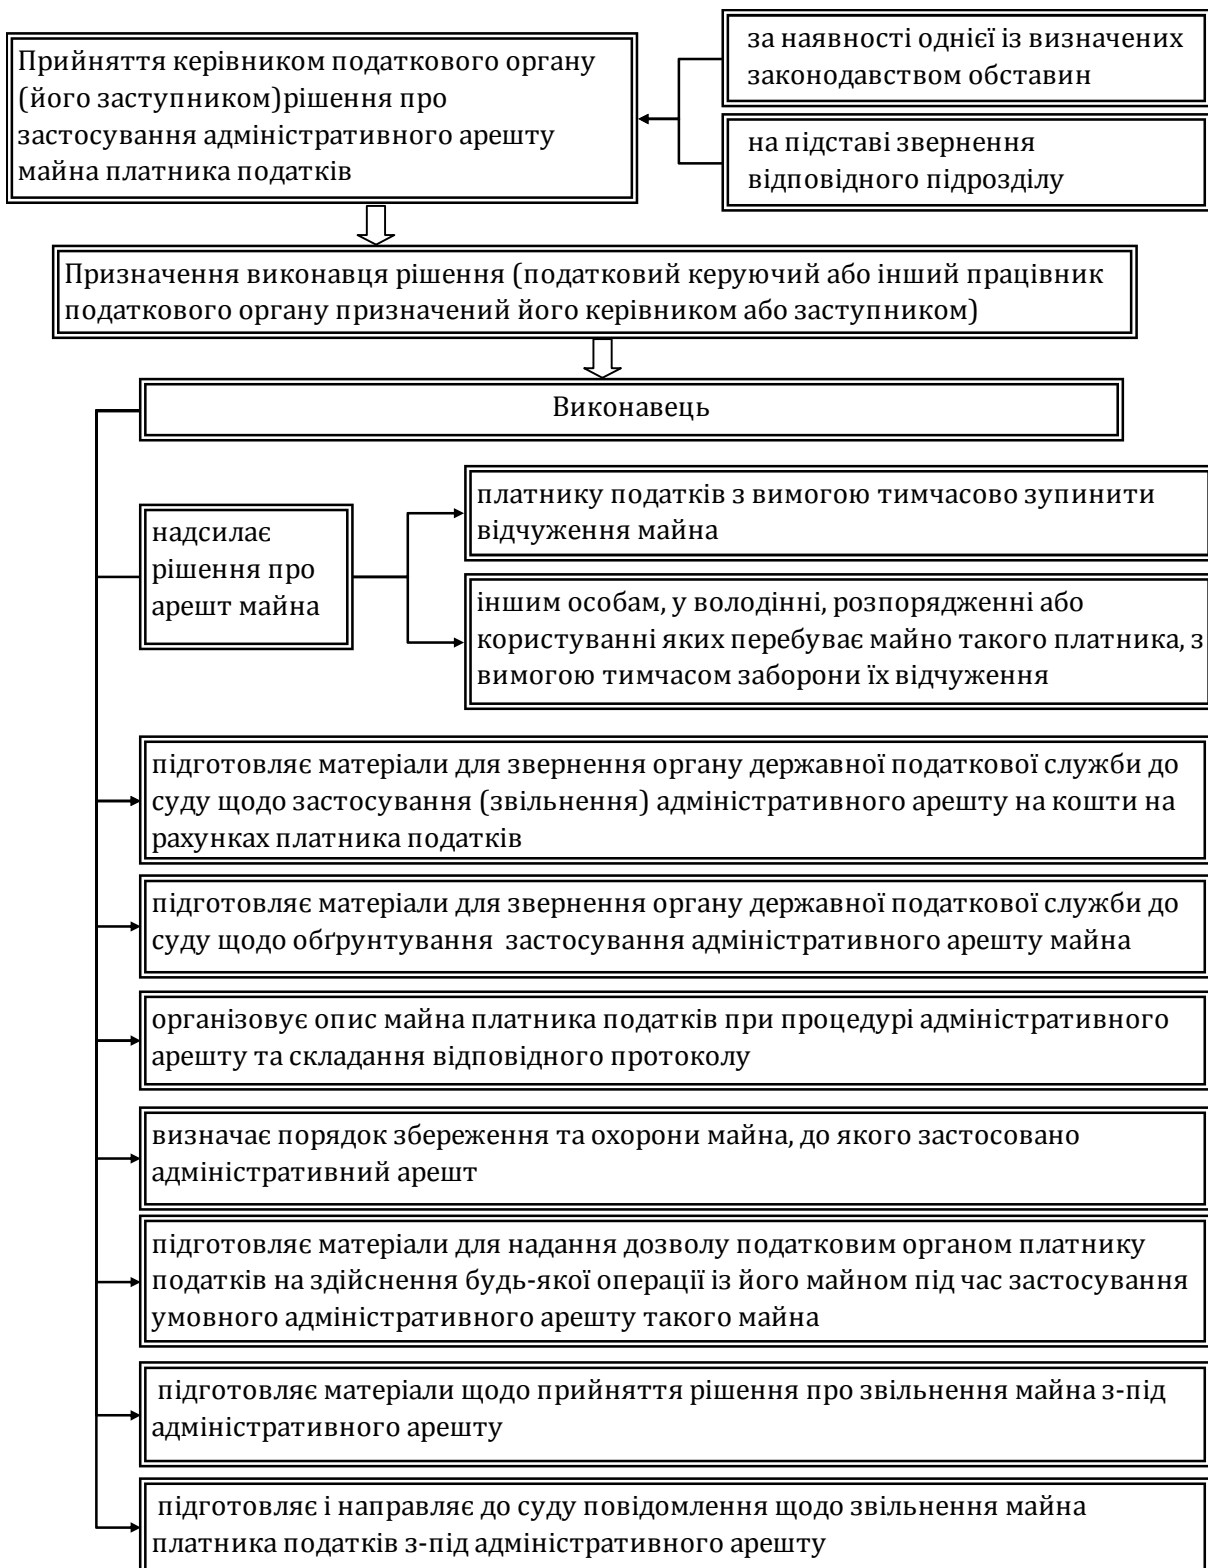 Прийняття керівником податкового органу
(його заступником)рішення про
застосування адміністративного арешту
майна платника податків
за наявності однієї із визначених
законодавством обставин
на підставі звернення
відповідного підрозділу
Призначення виконавця рішення (податковий керуючий або інший працівник
податкового органу призначений його керівником або заступником)
Виконавець
надсилає
рішення про
арешт майна
платнику податків з вимогою тимчасово зупинити
відчуження майна
іншим особам, у володінні, розпорядженні або
користуванні яких перебуває майно такого платника, з
вимогою тимчасом заборони їх відчуження
підготовляє матеріали для звернення органу державної податкової служби до
суду щодо застосування (звільнення) адміністративного арешту на кошти на
рахунках платника податків
підготовляє матеріали для звернення органу державної податкової служби до
суду щодо обґрунтування застосування адміністративного арешту майна
організовує опис майна платника податків при процедурі адміністративного
арешту та складання відповідного протоколу
визначає порядок збереження та охорони майна, до якого застосовано
адміністративний арешт
підготовляє матеріали для надання дозволу податковим органом платнику
податків на здійснення будь-якої операції із його майном під час застосування
умовного адміністративного арешту такого майна
підготовляє матеріали щодо прийняття рішення про звільнення майна з-під
адміністративного арешту
підготовляє і направляє до суду повідомлення щодо звільнення майна
платника податків з-під адміністративного арешту